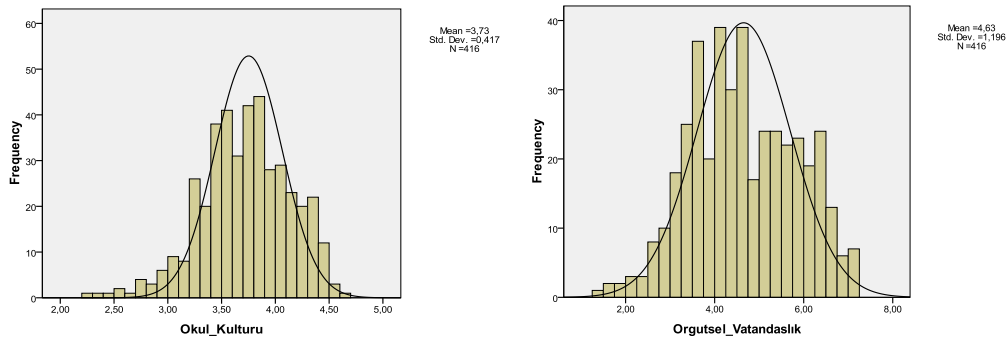 60
50
40
30
20
10
0
Frequency
2,00 2,50 3,00 3,50 4,00 4,50 5,00
Okul_Kulturu
Mean =3,73
Std. Dev. =0,417
N =416
40
30
20
10
0
Frequency
2,00 4,00 6,00 8,00
Orgutsel_Vatandaslık
Mean =4,63
Std. Dev. =1,196
N =416